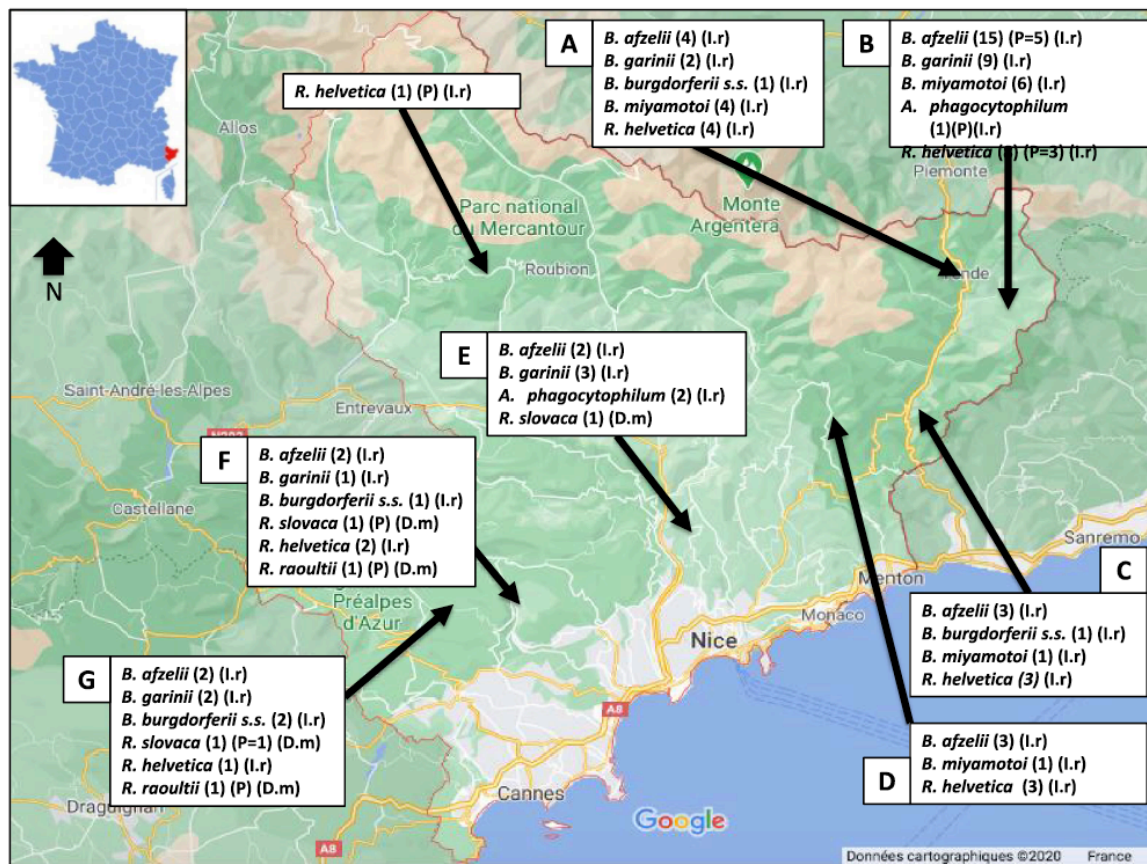 A
B. afzelii (4) (I.r)
B. garinii (2) (I.r)
B. burgdorferii s.s. (1) (I.r)
B. miyamotoi (4) (I.r)
R. helvetica (4) (I.r)
B
B. afzelii (15) (P=5) (I.r)
B. garinii (9) (I.r)
B. miyamotoi (6) (I.r)
A. phagocytophilum
(1)(P)(I.r)
R. helvetica ( ) (P=3) (I.r)
Piemonte
R. helvetica (1) (P) (I.r)
Allos
Parc national
du Mercantour
Monte
Argentera
Roubion
N
E
B. afzelii (2) (I.r)
B. garinii (3) (I.r)
A. phagocytophilum (2) (I.r)
R. slovaca (1) (D.m)
Saint-André-les-Alpes
Entrevaux
F
B. afzelii (2) (I.r)
B. garinii (1) (I.r)
B. burgdorferii s.s. (1) (I.r)
R. slovaca (1) (P) (D.m)
R. helvetica (2) (I.r)
R. raoultii (1) (P) (D.m)
Castellane
Sanremo
Menton
Monaco
Nice
C
B. afzelii (3) (I.r)
B. burgdorferii s.s. (1) (I.r)
B. miyamotoi (1) (I.r)
R. helvetica (3) (I.r)
Préalpes
d'Azur
G
B. afzelii (2) (I.r)
B. garinii (2) (I.r)
B. burgdorferii s.s. (2) (I.r)
R. slovaca (1) (P=1) (D.m)
R. helvetica (1) (I.r)
R. raoultii (1) (P) (D.m)
A8
D
B. afzelii (3) (I.r)
B. miyamotoi (1) (I.r)
R. helvetica (3) (I.r)
Draguignan
Cannes
Google
A8
Données cartographiques ©2020 France